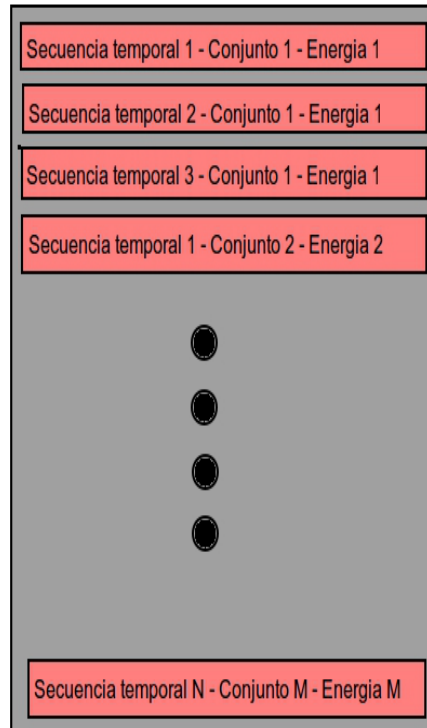 Secuencia temporal 1 - Conjunto 1 - Energia 1
Secuencia temporal 2 - Conjunto 1 - Energia 1
Secuencia temporal 3 - Conjunto 1 - Energia 1
Secuencia temporal 1 - Conjunto 2 - Energia 2
Secuencia temporal N - Conjunto M - Energia M